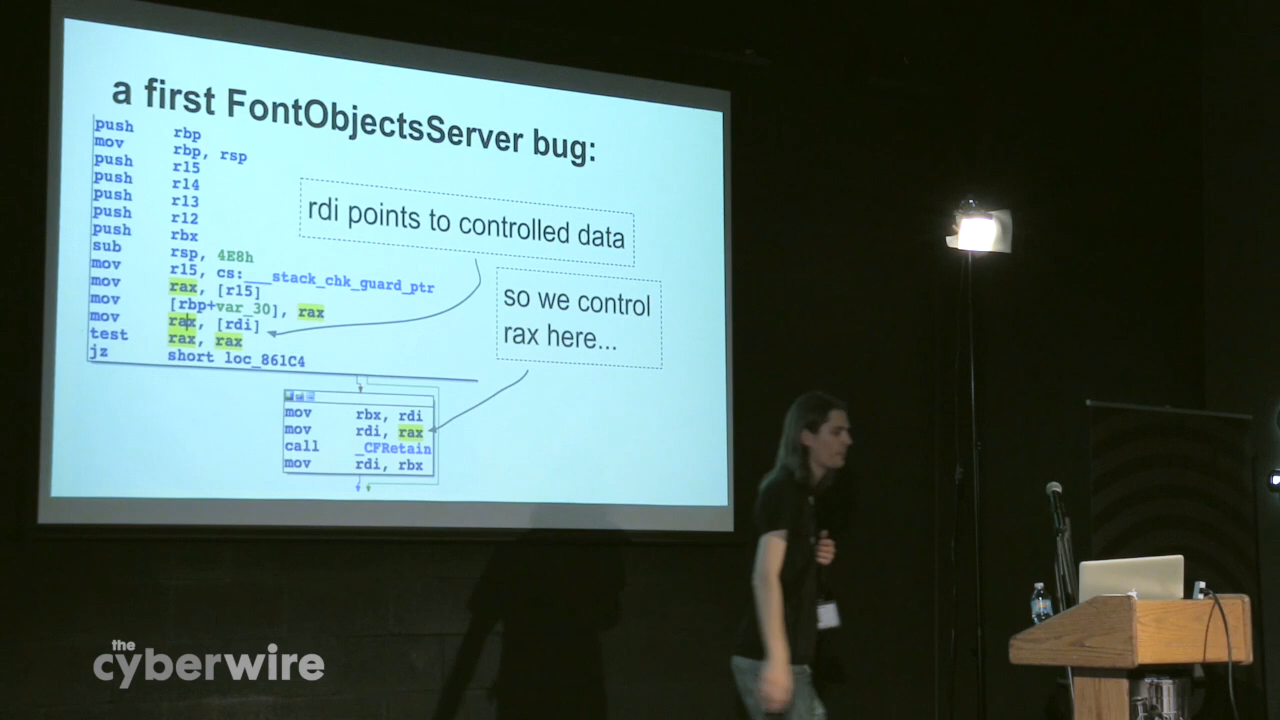 a first FontObjectsServer bug:
push rbp
mov rbp, rsp
push r15
push r14
push r13
push r12
push rbx
sub rsp, 4E8h
mov r15, cs:___stack_chk_guard_ptr
mov rax, [r15]
mov [rbp+var_30], rax
mov rax, [rdi]
test rax, rax
jz short loc_861C4
rdi points to controlled data
so we control
rax here...
mov rbx, rdi
mov rdi, rax
call _CFRetain
mov rdi, rbx
the
cyberwire